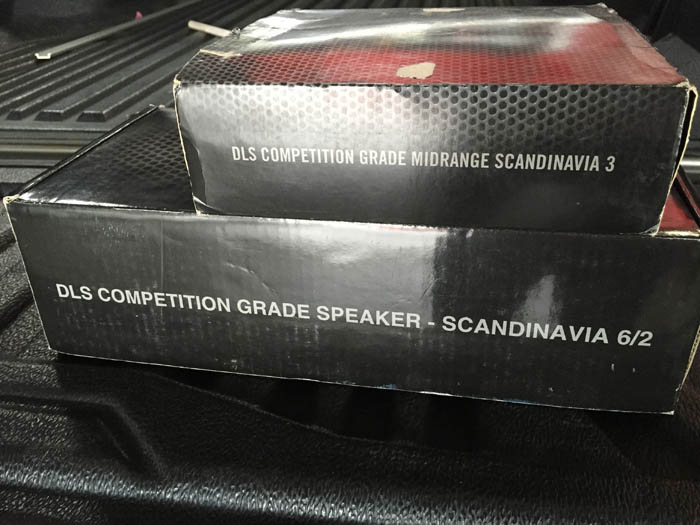 DLS COMPETITION GRADE MIDRANGE SCANDINAVIA 3
DLS COMPETITION GRADE SPEAKER - SCANDINAVIA 6/2